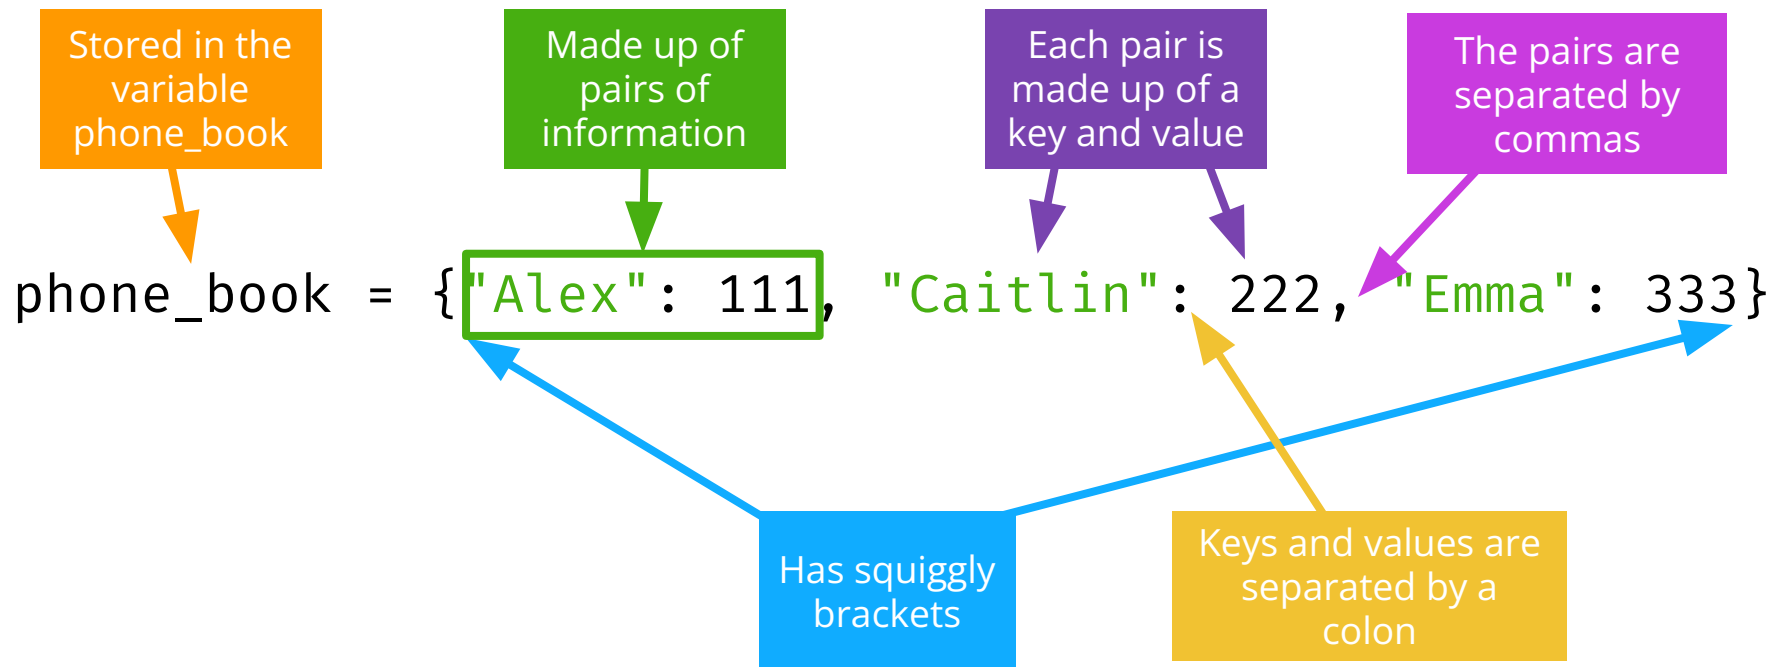 Stored in the
variable
phone_book
Made up of
pairs of
information
Each pair is
made up of a
key and value
The pairs are
separated by
commas
phone_book = {"Alex": 111, "Caitlin": 222, "Emma": 333}
Has squiggly
brackets
Keys and values are
separated by a
colon